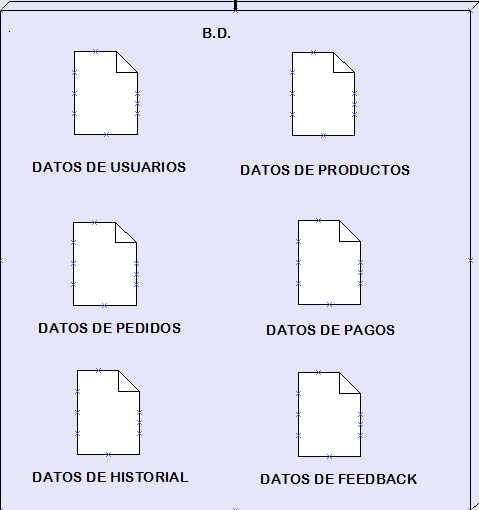 B.D.
DATOS DE USUARIOS
DATOS DE PRODUCTOS
DATOS DE PEDIDOS
DATOS DE PAGOS
DATOS DE HISTORIAL
DATOS DE FEEDBACK